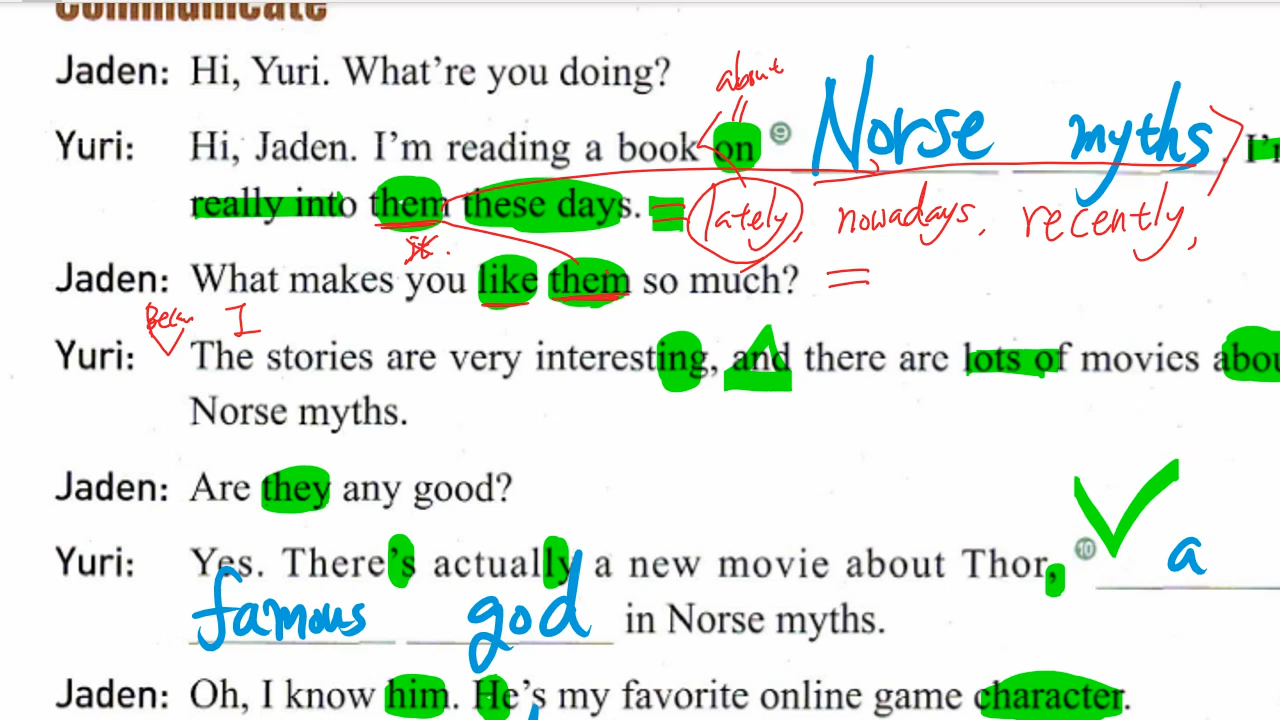 Communicate
Jaden: Hi, Yuri. What're you doing?
about
Yuri: Hi, Jaden. I'm reading a book on ⑨ Norse myths. I'm
really into them these days. = lately, nowadays, recently,
it.
Jaden: What makes you like them so much? =
I
Yuri: The stories are very interesting, and there are lots of movies about
Norse myths.
Jaden: Are they any good?
Yuri: Yes. There's actually a new movie about Thor, ⑩ a
famous god in Norse myths.
Jaden: Oh, I know him. He's my favorite online game character.